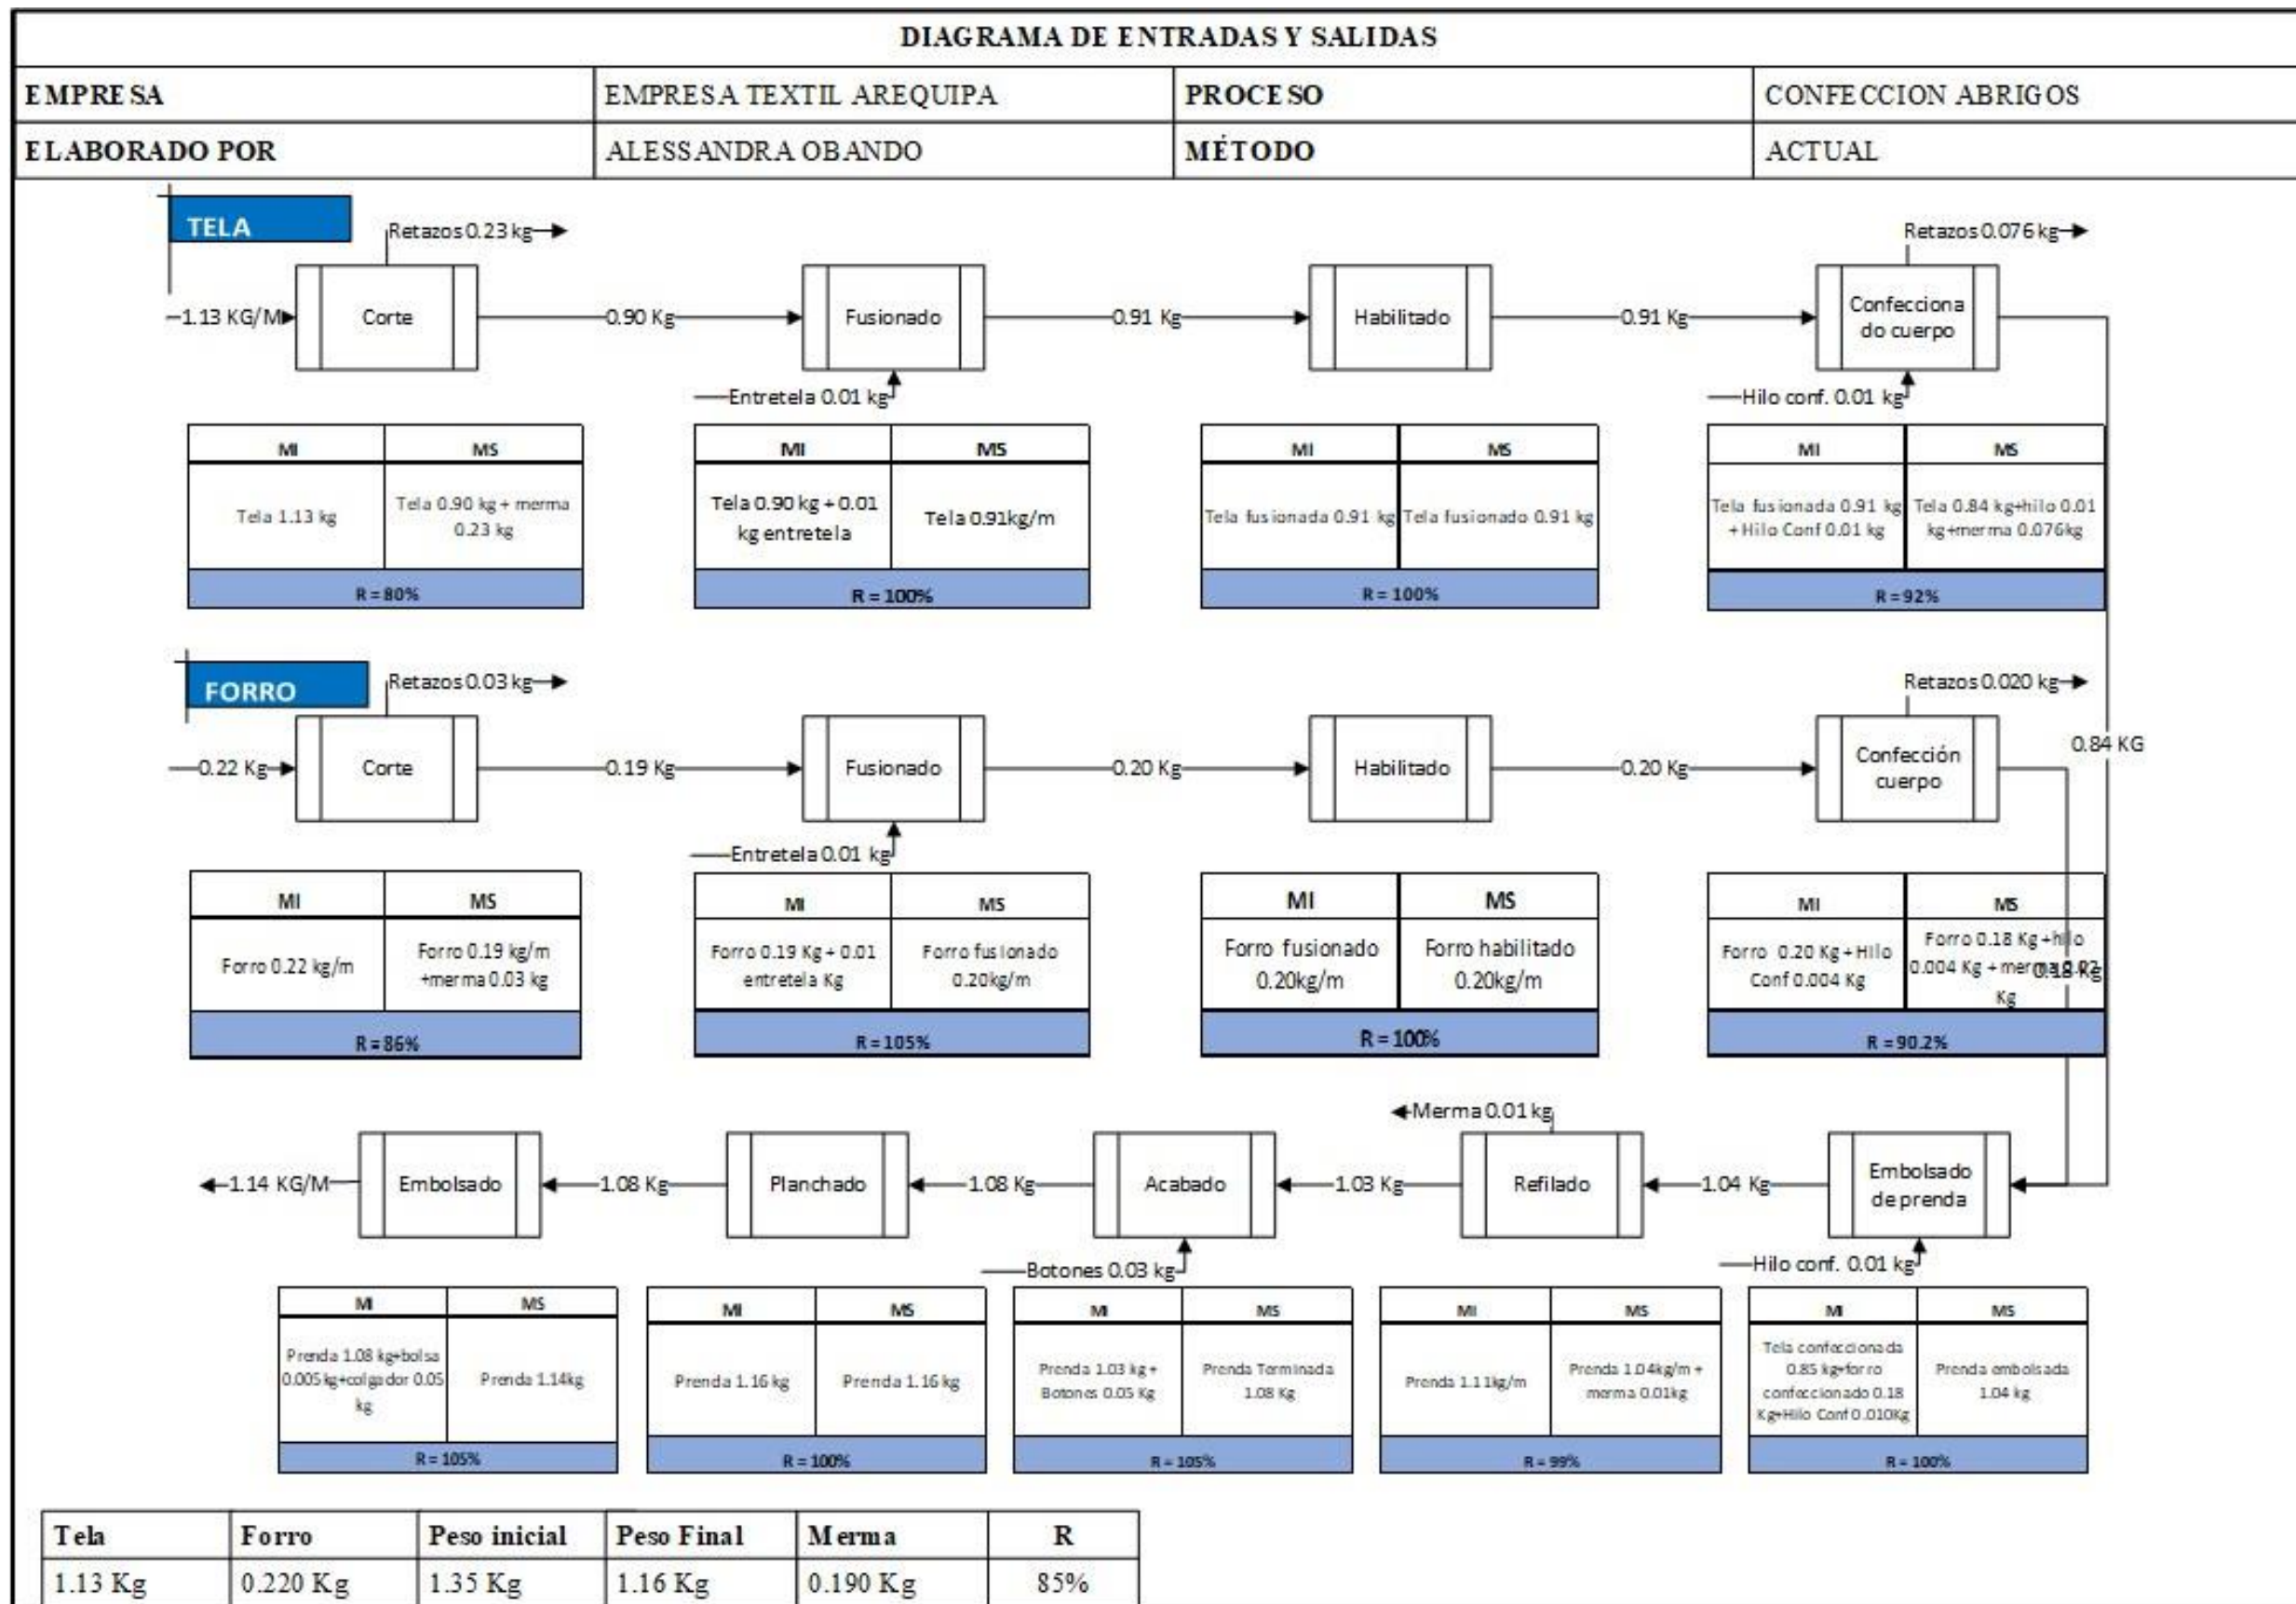 DIAGRAMA DE ENTRADAS Y SALIDAS
EMPRESA EMPRESA TEXTIL AREQUIPA PROCESO CONFECCION ABRIGOS
ELABORADO POR ALESSANDRA OBANDO MÉTODO ACTUAL
TELA
Retazos 0.23 kg
Retazos 0.076 kg
1.13 KG/M
Corte
0.90 Kg
Fusionado
0.91 Kg
Habilitado
0.91 Kg
Confecciona
do cuerpo
Entretela 0.01 kg
Hilo conf. 0.01 kg
MI MS
Tela 1.13 kg
Tela 0.90 kg + merma
0.23 kg
R = 80%
MI MS
Tela 0.90 kg + 0.01
kg entretela
Tela 0.91kg/m
R = 100%
MI MS
Tela fusionada 0.91 kg
Tela fusionado 0.91 kg
R = 100%
MI MS
Tela fusionada 0.91 kg
+ Hilo Conf 0.01 kg
Tela 0.84 kg+hilo 0.01
kg+merma 0.076kg
R = 92%
FORRO
Retazos 0.03 kg
Retazos 0.020 kg
0.22 Kg
Corte
0.19 Kg
Fusionado
0.20 Kg
Habilitado
0.20 Kg
Confección
cuerpo
0.84 KG
Entretela 0.01 kg
MI MS
Forro 0.22 kg/m
Forro 0.19 kg/m
+merma 0.03 kg
R = 86%
MI MS
Forro 0.19 Kg + 0.01
entretela Kg
Forro fusionado
0.20kg/m
R = 105%
MI MS
Forro fusionado
0.20kg/m
Forro habilitado
0.20kg/m
R = 100%
MI MS
Forro 0.20 Kg + Hilo
Conf 0.004 Kg
Forro 0.18 Kg +hilo
0.004 Kg + merma
Kg
0.18 Kg
R = 90.2%
Merma 0.01 kg
1.14 KG/M
Embolsado
1.08 Kg
Planchado
1.08 Kg
Acabado
1.03 Kg
Refilado
1.04 Kg
Embolsado
de prenda
Botones 0.03 kg
Hilo conf. 0.01 kg
MI MS
Prenda 1.08 kg+bolsa
0.005kg+colgador 0.05
kg
Prenda 1.14kg
R = 105%
MI MS
Prenda 1.16 kg
Prenda 1.16 kg
R = 100%
MI MS
Prenda 1.03 kg +
Botones 0.05 Kg
Prenda Terminada
1.08 Kg
R = 105%
MI MS
Prenda 1.11kg/m
Prenda 1.04kg/m +
merma 0.01kg
R = 99%
MI MS
Tela confeccionada
0.85 kg+forro
confeccionado 0.18
Kg+Hilo Conf 0.010Kg
Prenda embolsada
1.04 kg
R = 100%
Tela Forro Peso inicial Peso Final Merma R
1.13 Kg 0.220 Kg 1.35 Kg 1.16 Kg 0.190 Kg 85%